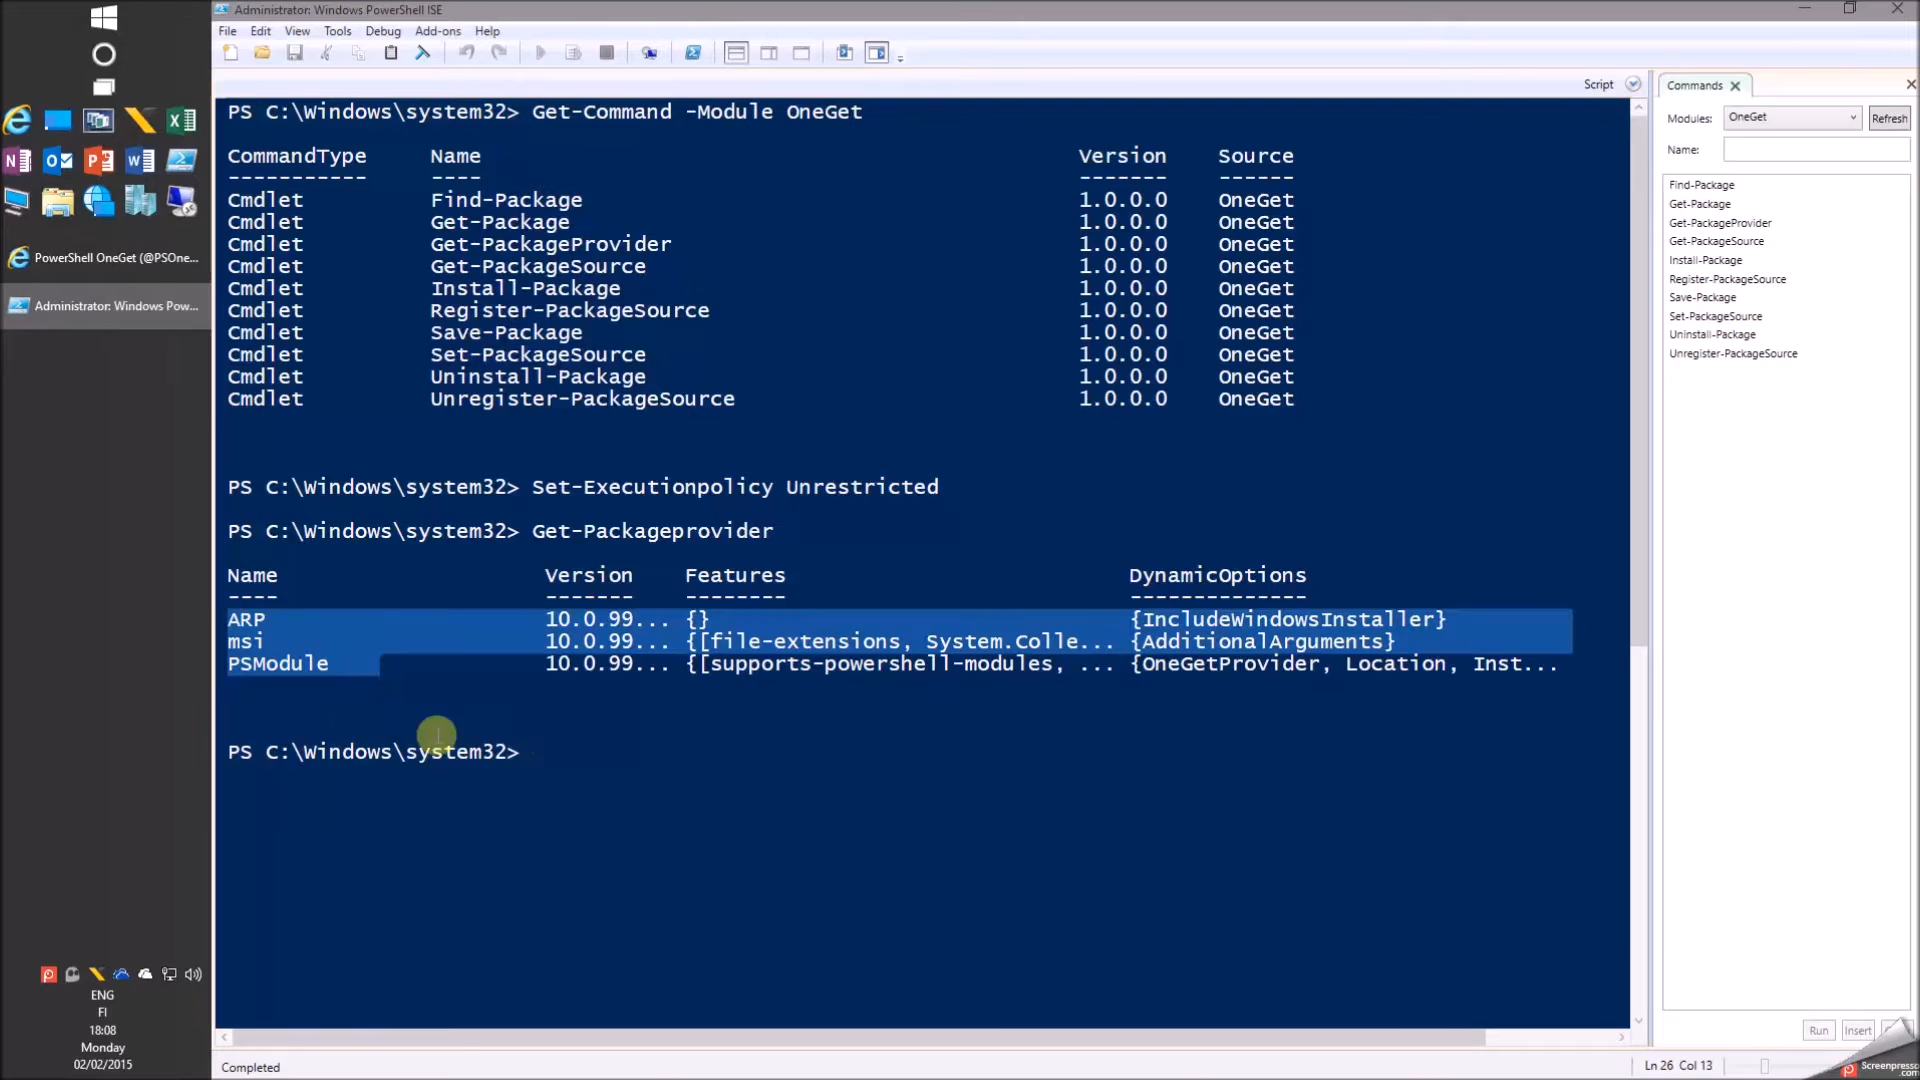 Administrator: Windows PowerShell ISE
File Edit View Tools Debug Add-ons Help
Script
PS C:\Windows\system32> Get-Command -Module OneGet
CommandType Name Version Source
----------- ---- ------- ------
Cmdlet Find-Package 1.0.0.0 OneGet
Cmdlet Get-Package 1.0.0.0 OneGet
Cmdlet Get-PackageProvider 1.0.0.0 OneGet
Cmdlet Get-PackageSource 1.0.0.0 OneGet
Cmdlet Install-Package 1.0.0.0 OneGet
Cmdlet Register-PackageSource 1.0.0.0 OneGet
Cmdlet Save-Package 1.0.0.0 OneGet
Cmdlet Set-PackageSource 1.0.0.0 OneGet
Cmdlet Uninstall-Package 1.0.0.0 OneGet
Cmdlet Unregister-PackageSource 1.0.0.0 OneGet
PS C:\Windows\system32> Set-Executionpolicy Unrestricted
PS C:\Windows\system32> Get-Packageprovider
Name Version Features DynamicOptions
---- ------- -------- --------------
ARP 10.0.99... {} {IncludeWindowsInstaller}
msi 10.0.99... {[file-extensions, System.Colle... {AdditionalArguments}
PSModule 10.0.99... {[supports-powershell-modules, ... {OneGetProvider, Location, Inst...
PS C:\Windows\system32>
Completed
Ln 26 Col 13
Commands
Modules: OneGet Refresh
Name:
Find-Package
Get-Package
Get-PackageProvider
Get-PackageSource
Install-Package
Register-PackageSource
Save-Package
Set-PackageSource
Uninstall-Package
Unregister-PackageSource
Run Insert
Screenpresso
.com
PowerShell OneGet (@PSOne...
Administrator: Windows Pow...
ENG
FI
18:08
Monday
02/02/2015